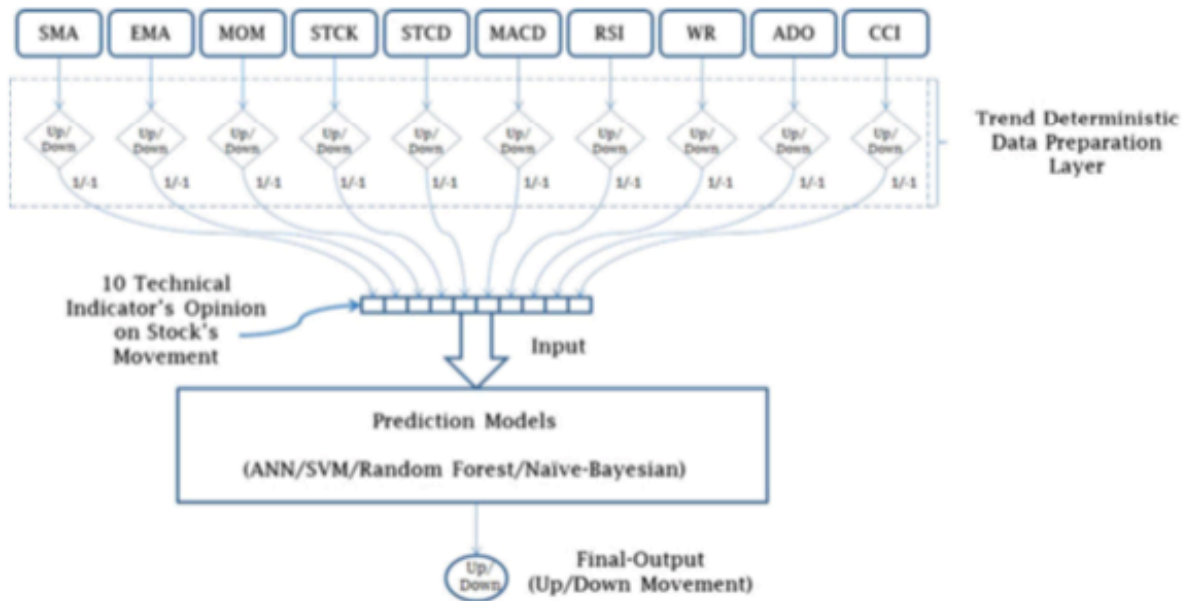 SMA EMA MOM STCK STCD MACD RSI WR ADO CCI
Up/ Up/ Up/ Up/ Up/ Up/ Up/ Up/ Up/ Up/
Down Down Down Down Down Down Down Down Down Down
1/-1 1/-1 1/-1 1/-1 1/-1 1/-1 1/-1 1/-1 1/-1 1/-1
Trend Deterministic
Data Preparation
Layer
10 Technical
Indicator's Opinion
on Stock's
Movement
Input
Prediction Models
(ANN/SVM/Random Forest/Naïve-Bayesian)
Up/
Down
Final-Output
(Up/Down Movement)